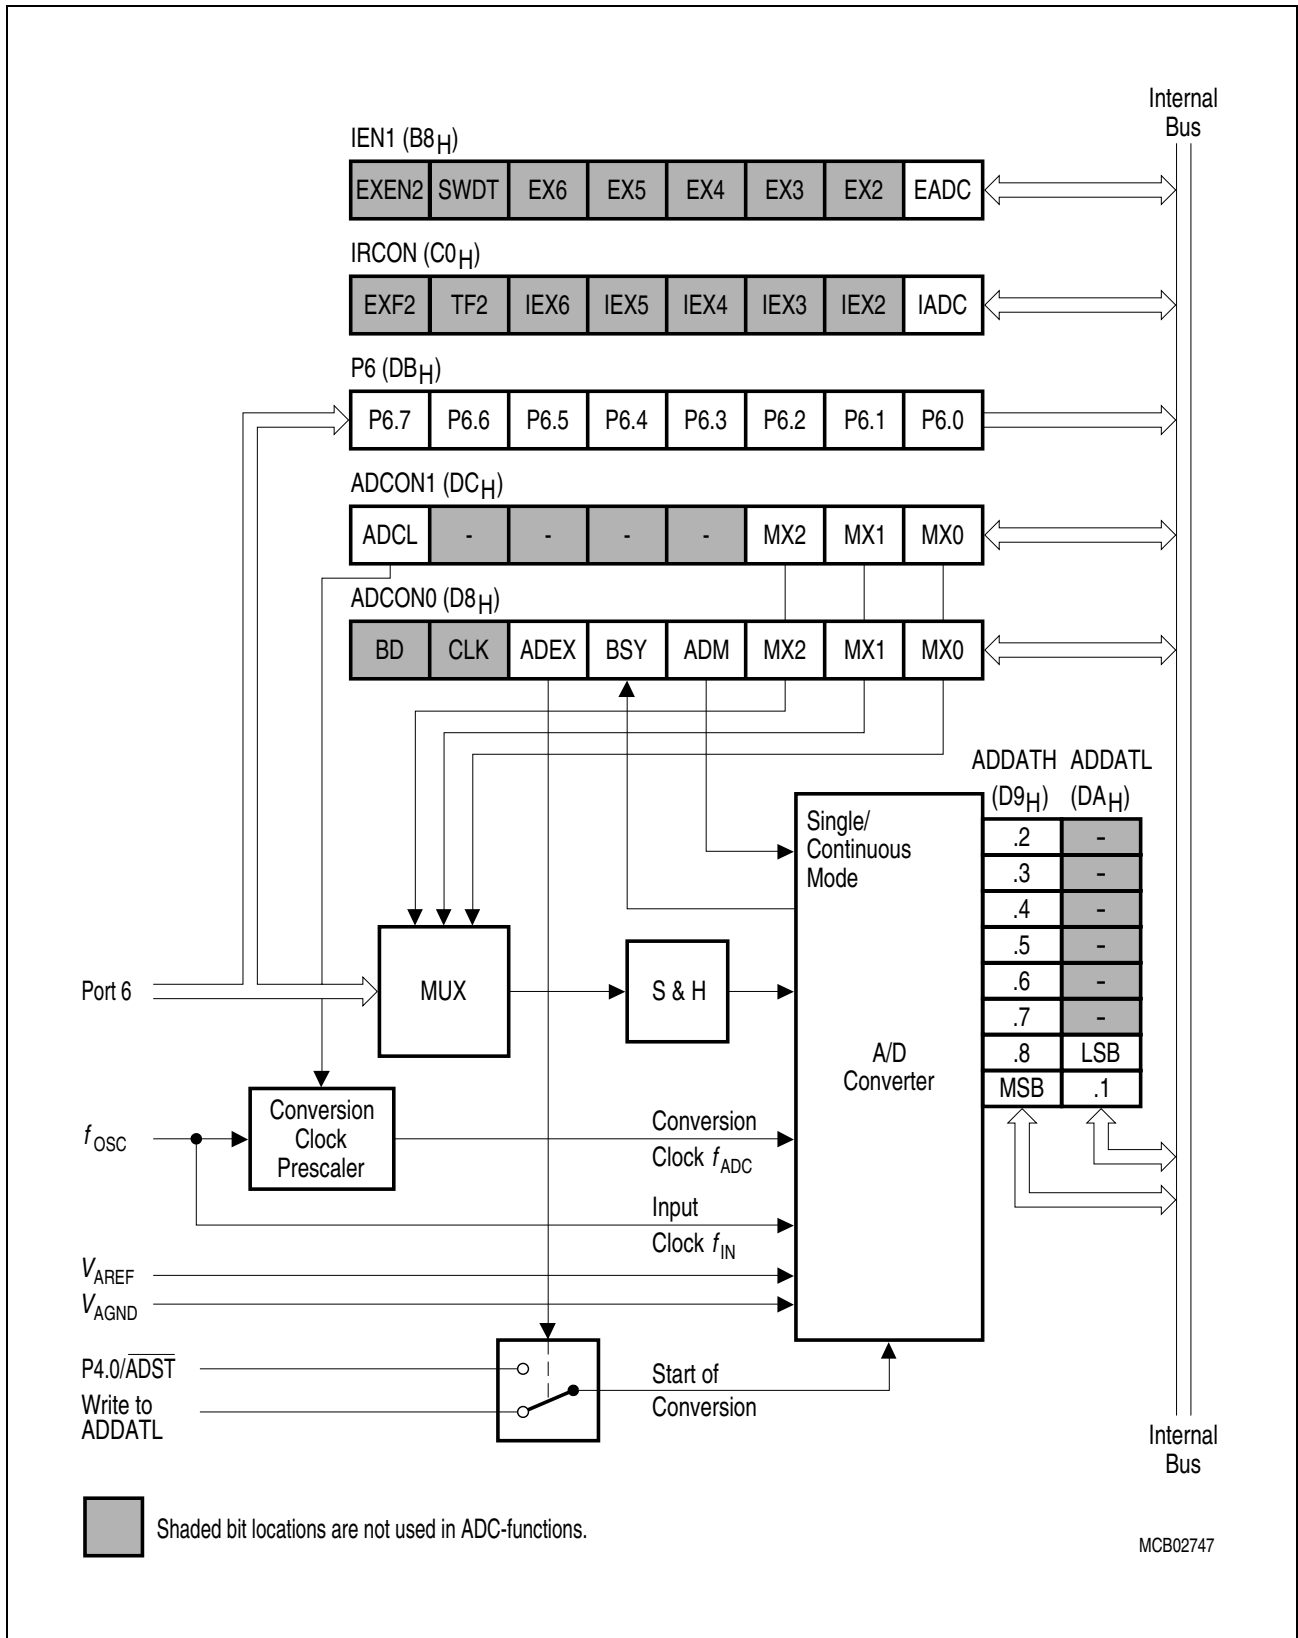 Internal
Bus
IEN1 (B8H)
EXEN2 SWDT EX6 EX5 EX4 EX3 EX2 EADC
IRCON (C0H)
EXF2 TF2 IEX6 IEX5 IEX4 IEX3 IEX2 IADC
P6 (DBH)
P6.7 P6.6 P6.5 P6.4 P6.3 P6.2 P6.1 P6.0
ADCON1 (DCH)
ADCL - - - - MX2 MX1 MX0
ADCON0 (D8H)
BD CLK ADEX BSY ADM MX2 MX1 MX0
ADDATH ADDATL
(D9H) (DAH)
Single/
Continuous
Mode
.2 -
.3 -
.4 -
.5 -
.6 -
.7 -
.8 LSB
MSB .1
Port 6
MUX
S & H
A/D
Converter
fOSC
Conversion
Clock
Prescaler
Conversion
Clock fADC
Input
Clock fIN
VAREF
VAGND
P4.0/A̅D̅S̅T̅
Write to
ADDATL
Start of
Conversion
Internal
Bus
Shaded bit locations are not used in ADC-functions.
MCB02747